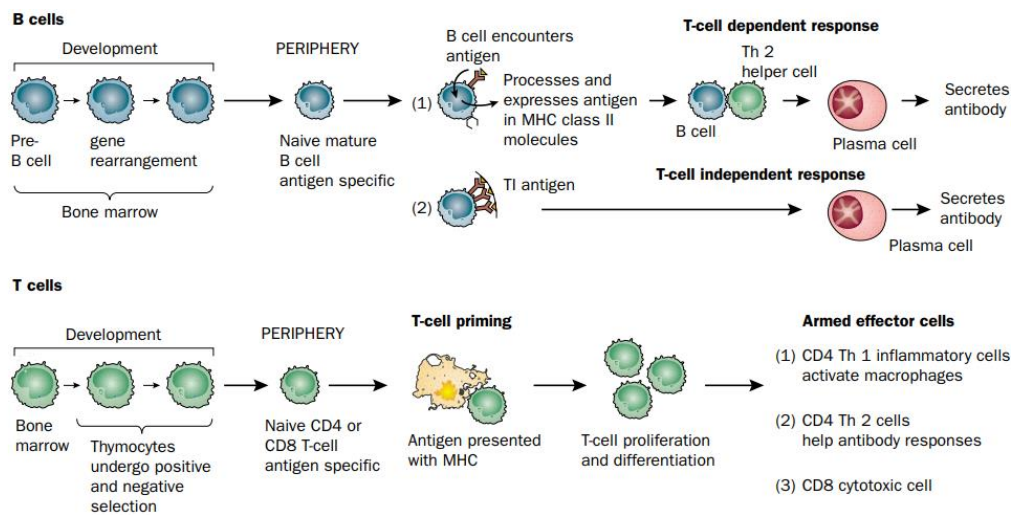 B cells
Development
Pre-
B cell
gene
rearrangement
Bone marrow
PERIPHERY
Naive mature
B cell
antigen specific
B cell encounters
antigen
(1)
Processes and
expresses antigen
in MHC class II
molecules
T-cell dependent response
Th 2
helper cell
B cell
Plasma cell
Secretes
antibody
(2)
TI antigen
T-cell independent response
Plasma cell
Secretes
antibody
T cells
Development
Bone
marrow
Thymocytes
undergo positive
and negative
selection
PERIPHERY
Naive CD4 or
CD8 T-cell
antigen specific
T-cell priming
Antigen presented
with MHC
T-cell proliferation
and differentiation
Armed effector cells
(1) CD4 Th 1 inflammatory cells
activate macrophages
(2) CD4 Th 2 cells
help antibody responses
(3) CD8 cytotoxic cell